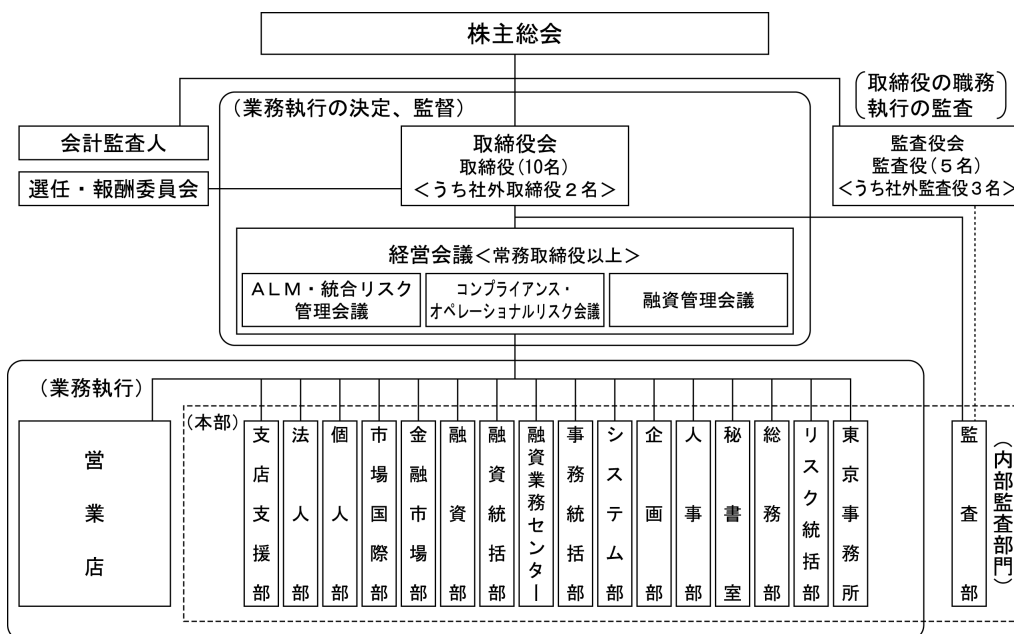 株主総会
(取締役の職務
執行の監査)
(業務執行の決定、監督)
会計監査人
取締役会
取締役(10名)
<うち社外取締役2名>
監査役会
監査役(5名)
<うち社外監査役3名>
選任・報酬委員会
経営会議<常務取締役以上>
ALM・統合リスク
管理会議
コンプライアンス・
オペレーショナルリスク会議
融資管理会議
(業務執行)
(本部)
営業店
支店支援部
法人部
個人部
市場国際部
金融市場部
融資部
融資統括部
融資業務センター
事務統括部
システム部
企画部
人事部
秘書室
総務部
リスク統括部
東京事務所
監査部
(内部監査部門)